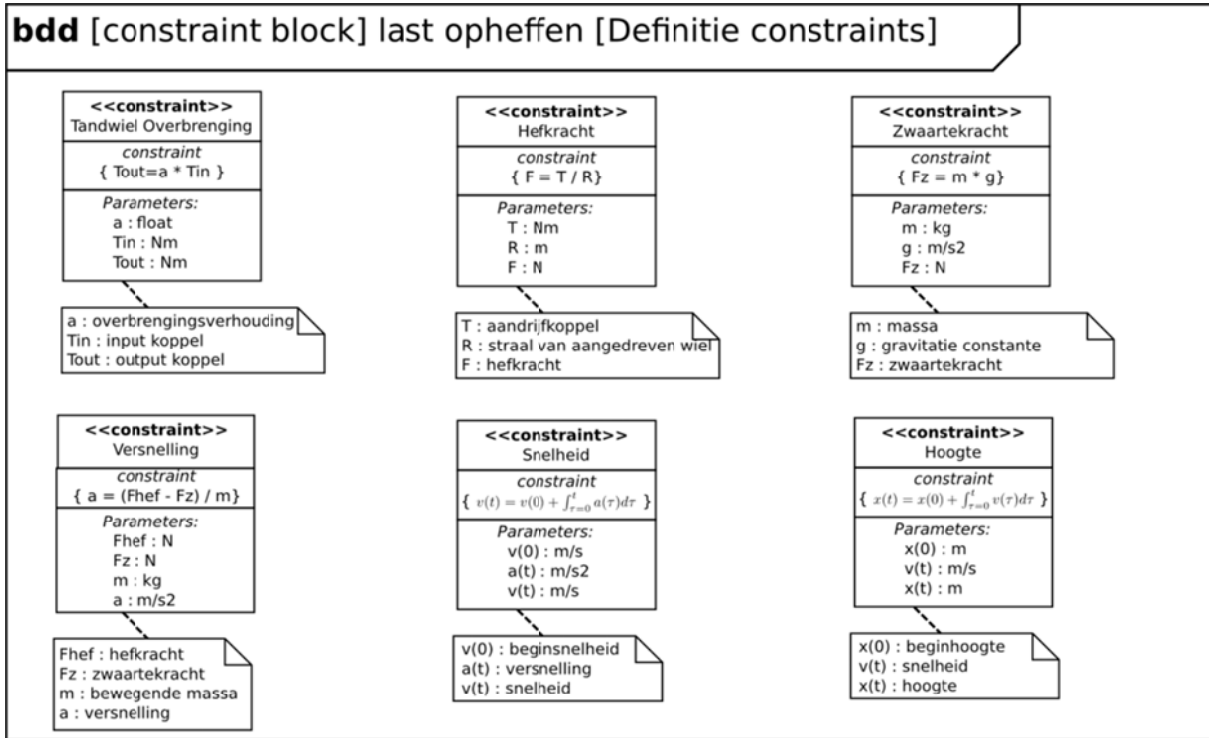 bdd [constraint block] last opheffen [Definitie constraints]
<<constraint>>
Tandwiel Overbrenging
constraint
{ Tout=a * Tin }
Parameters:
a : float
Tin : Nm
Tout : Nm
a : overbrengingsverhouding
Tin : input koppel
Tout : output koppel
<<constraint>>
Hefkracht
constraint
{ F = T / R}
Parameters:
T : Nm
R : m
F : N
T : aandrijfkoppel
R : straal van aangedreven wiel
F : hefkracht
<<constraint>>
Zwaartekracht
constraint
{ Fz = m * g}
Parameters:
m : kg
g : m/s2
Fz : N
m : massa
g : gravitatie constante
Fz : zwaartekracht
<<constraint>>
Versnelling
constraint
{ a = (Fhef - Fz) / m}
Parameters:
Fhef : N
Fz : N
m : kg
a : m/s2
Fhef : hefkracht
Fz : zwaartekracht
m : bewegende massa
a : versnelling
<<constraint>>
Snelheid
constraint
{ v(t) = v(0) + ∫_{τ=0}^{t} a(τ)dτ }
Parameters:
v(0) : m/s
a(t) : m/s2
v(t) : m/s
v(0) : beginsnelheid
a(t) : versnelling
v(t) : snelheid
<<constraint>>
Hoogte
constraint
{ x(t) = x(0) + ∫_{τ=0}^{t} v(τ)dτ }
Parameters:
x(0) : m
v(t) : m/s
x(t) : m
x(0) : beginhoogte
v(t) : snelheid
x(t) : hoogte